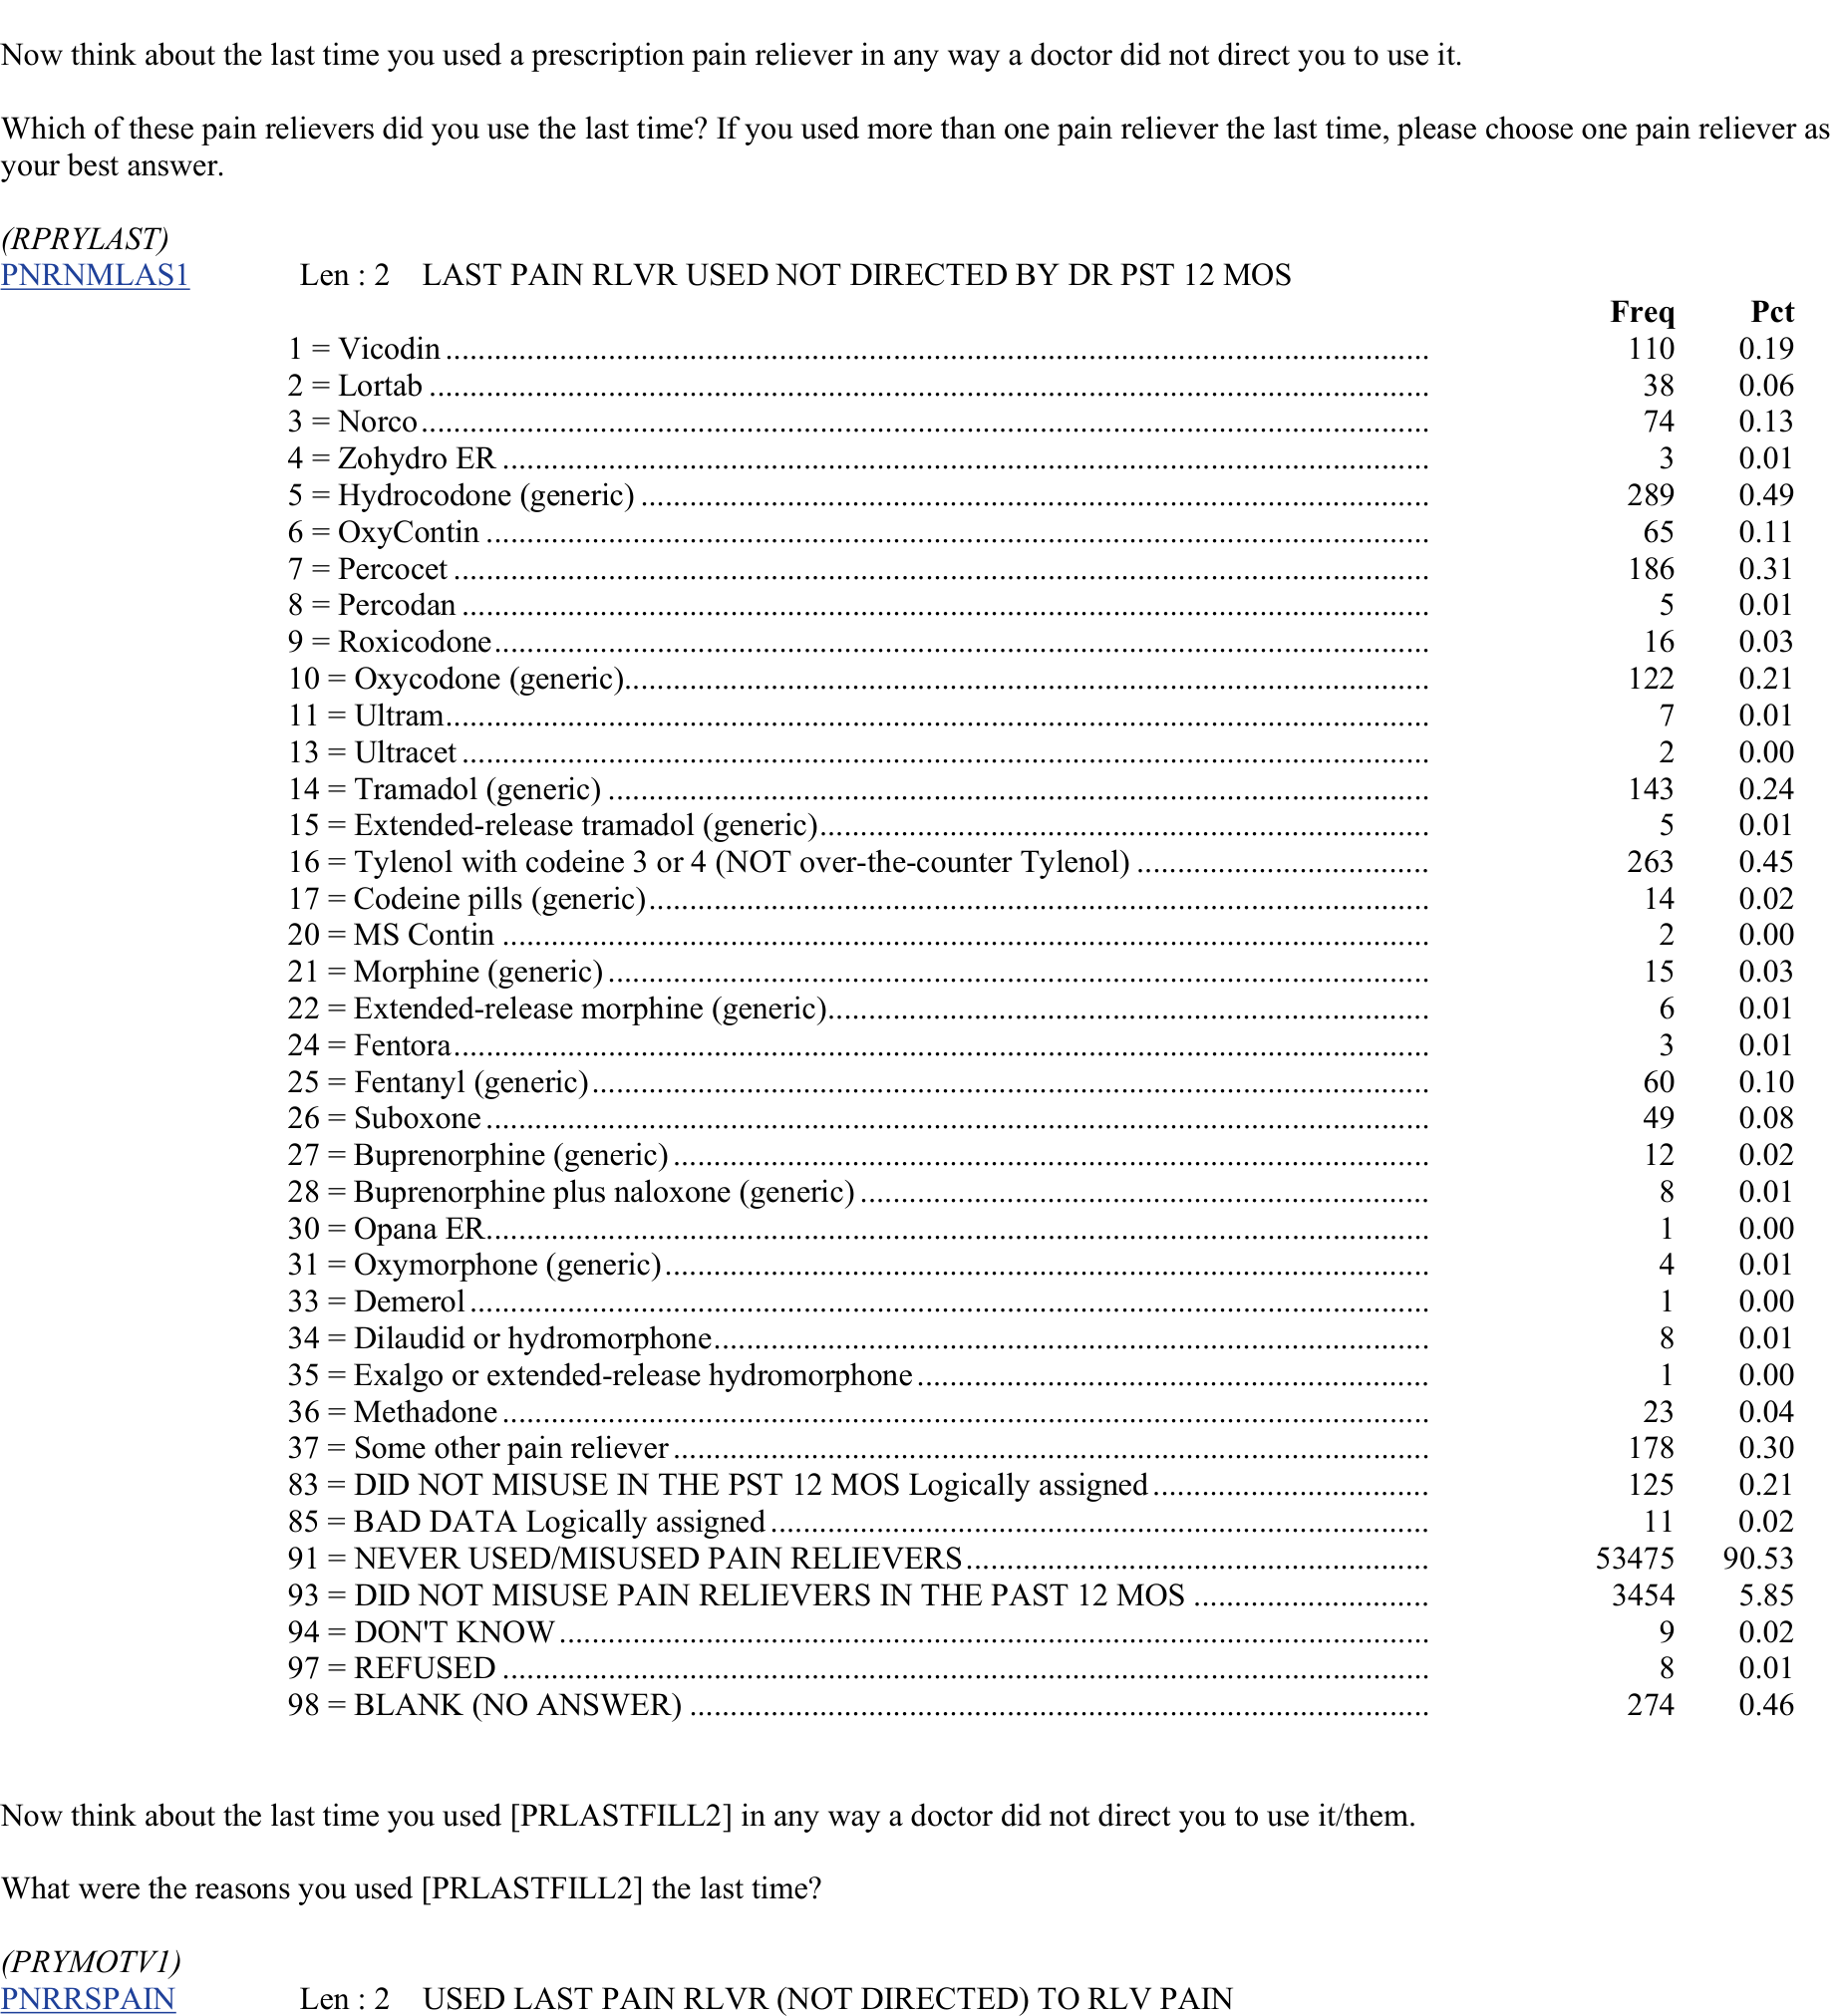 Now think about the last time you used a prescription pain reliever in any way a doctor did not direct you to use it.
Which of these pain relievers did you use the last time? If you used more than one pain reliever the last time, please choose one pain reliever as
your best answer.
(RPRYLAST)
PNRNMLAS1 Len : 2 LAST PAIN RLVR USED NOT DIRECTED BY DR PST 12 MOS
Freq Pct
1 = Vicodin 110 0.19
2 = Lortab 38 0.06
3 = Norco 74 0.13
4 = Zohydro ER 3 0.01
5 = Hydrocodone (generic) 289 0.49
6 = OxyContin 65 0.11
7 = Percocet 186 0.31
8 = Percodan 5 0.01
9 = Roxicodone 16 0.03
10 = Oxycodone (generic) 122 0.21
11 = Ultram 7 0.01
13 = Ultracet 2 0.00
14 = Tramadol (generic) 143 0.24
15 = Extended-release tramadol (generic) 5 0.01
16 = Tylenol with codeine 3 or 4 (NOT over-the-counter Tylenol) 263 0.45
17 = Codeine pills (generic) 14 0.02
20 = MS Contin 2 0.00
21 = Morphine (generic) 15 0.03
22 = Extended-release morphine (generic) 6 0.01
24 = Fentora 3 0.01
25 = Fentanyl (generic) 60 0.10
26 = Suboxone 49 0.08
27 = Buprenorphine (generic) 12 0.02
28 = Buprenorphine plus naloxone (generic) 8 0.01
30 = Opana ER 1 0.00
31 = Oxymorphone (generic) 4 0.01
33 = Demerol 1 0.00
34 = Dilaudid or hydromorphone 8 0.01
35 = Exalgo or extended-release hydromorphone 1 0.00
36 = Methadone 23 0.04
37 = Some other pain reliever 178 0.30
83 = DID NOT MISUSE IN THE PST 12 MOS Logically assigned 125 0.21
85 = BAD DATA Logically assigned 11 0.02
91 = NEVER USED/MISUSED PAIN RELIEVERS 53475 90.53
93 = DID NOT MISUSE PAIN RELIEVERS IN THE PAST 12 MOS 3454 5.85
94 = DON'T KNOW 9 0.02
97 = REFUSED 8 0.01
98 = BLANK (NO ANSWER) 274 0.46
Now think about the last time you used [PRLASTFILL2] in any way a doctor did not direct you to use it/them.
What were the reasons you used [PRLASTFILL2] the last time?
(PRYMOTV1)
PNRRSPAIN Len : 2 USED LAST PAIN RLVR (NOT DIRECTED) TO RLV PAIN